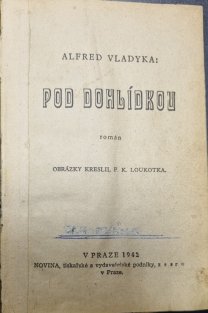 ALFRED VLADYKA:
POD DOHLÍDKOU
román
OBRÁZKY KRESLIL F. K. LOUKOTKA.
V PRAZE 1942
NOVINA, tiskařské a vydavatelské podniky, s s r o
v Praze.